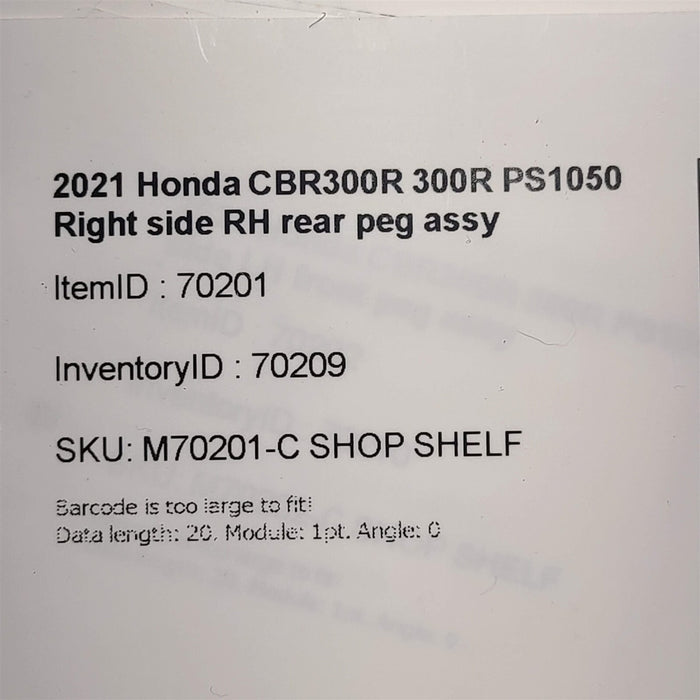 2021 Honda CBR300R 300R PS1050
Right side RH rear peg assy
ItemID : 70201
InventoryID : 70209
SKU: M70201-C SHOP SHELF
Barcode is too large to fit!
Data length: 20, Module: 1pt. Angle: 0